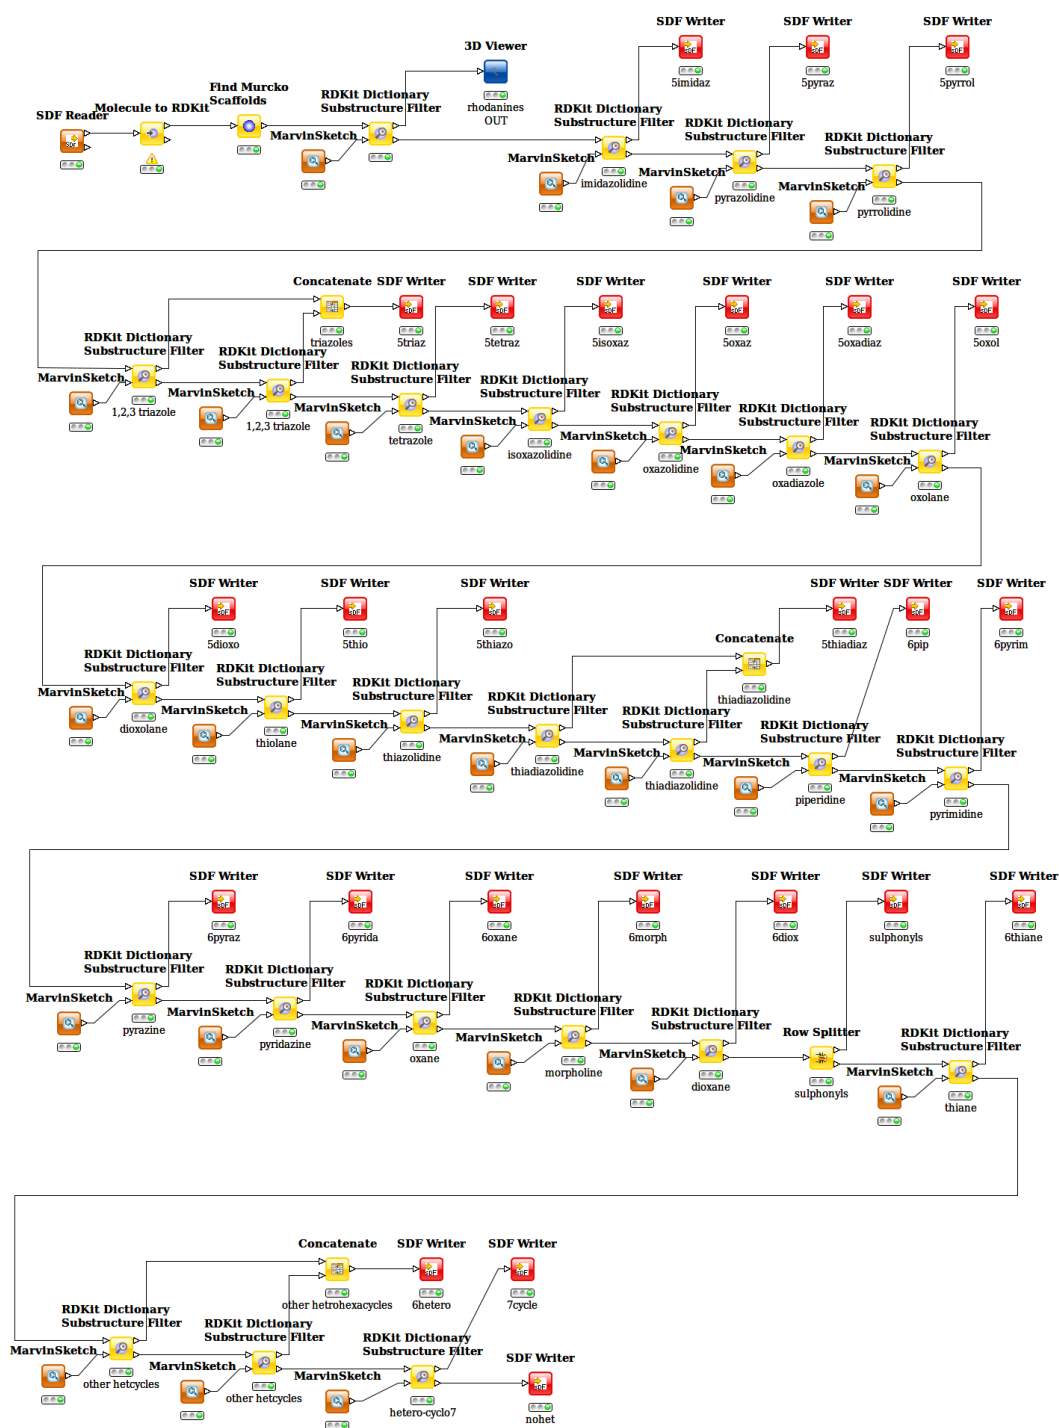 SDF Writer
SDF Writer
SDF Writer
3D Viewer
5imidaz
5pyraz
5pyrrol
Find Murcko
Scaffolds
RDKit Dictionary
Substructure Filter
rhodanines
OUT
SDF Reader
Molecule to RDKit
MarvinSketch
RDKit Dictionary
Substructure Filter
RDKit Dictionary
Substructure Filter
RDKit Dictionary
Substructure Filter
MarvinSketch
imidazolidine
MarvinSketch
pyrazolidine
MarvinSketch
pyrrolidine
Concatenate
SDF Writer
SDF Writer
SDF Writer
SDF Writer
SDF Writer
SDF Writer
triazoles
5triaz
5tetraz
5isoxaz
5oxaz
5oxadiaz
5oxol
RDKit Dictionary
Substructure Filter
RDKit Dictionary
Substructure Filter
RDKit Dictionary
Substructure Filter
RDKit Dictionary
Substructure Filter
RDKit Dictionary
Substructure Filter
RDKit Dictionary
Substructure Filter
RDKit Dictionary
Substructure Filter
MarvinSketch
1,2,3 triazole
MarvinSketch
1,2,3 triazole
MarvinSketch
tetrazole
MarvinSketch
isoxazolidine
MarvinSketch
oxazolidine
MarvinSketch
oxadiazole
MarvinSketch
oxolane
SDF Writer
SDF Writer
SDF Writer
SDF Writer
SDF Writer
SDF Writer
5dioxo
5thio
5thiazo
5thiadiaz
6pip
6pyrim
Concatenate
thiadiazolidine
RDKit Dictionary
Substructure Filter
RDKit Dictionary
Substructure Filter
RDKit Dictionary
Substructure Filter
RDKit Dictionary
Substructure Filter
RDKit Dictionary
Substructure Filter
RDKit Dictionary
Substructure Filter
RDKit Dictionary
Substructure Filter
MarvinSketch
dioxolane
MarvinSketch
thiolane
MarvinSketch
thiazolidine
MarvinSketch
thiadiazolidine
MarvinSketch
thiadiazolidine
MarvinSketch
piperidine
MarvinSketch
pyrimidine
SDF Writer
SDF Writer
SDF Writer
SDF Writer
SDF Writer
SDF Writer
SDF Writer
6pyraz
6pyrida
6oxane
6morph
6diox
sulphonyls
6thiane
RDKit Dictionary
Substructure Filter
RDKit Dictionary
Substructure Filter
RDKit Dictionary
Substructure Filter
RDKit Dictionary
Substructure Filter
RDKit Dictionary
Substructure Filter
Row Splitter
RDKit Dictionary
Substructure Filter
MarvinSketch
pyrazine
MarvinSketch
pyridazine
MarvinSketch
oxane
MarvinSketch
morpholine
MarvinSketch
dioxane
sulphonyls
MarvinSketch
thiane
Concatenate
SDF Writer
SDF Writer
other hetrohexacycles
6hetero
7cycle
RDKit Dictionary
Substructure Filter
RDKit Dictionary
Substructure Filter
RDKit Dictionary
Substructure Filter
MarvinSketch
other hetcycles
MarvinSketch
other hetcycles
MarvinSketch
hetero-cyclo7
SDF Writer
nohet